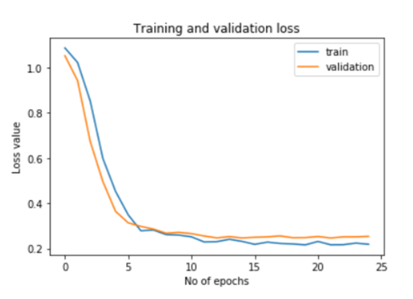 Training and validation loss
train
validation
Loss value
1.0
0.8
0.6
0.4
0.2
0 5 10 15 20 25
No of epochs